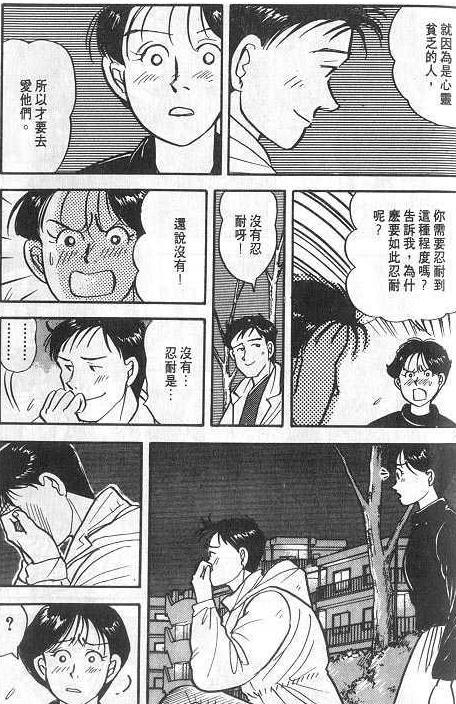 就因為是心靈
貧乏的人，
所以才要去
愛他們。
你需要忍耐到
這種程度嗎？
告訴我，為什
麼要如此忍耐
呢？
沒有忍
耐呀！
還說沒有！
沒有…
忍耐是…
……
……
？